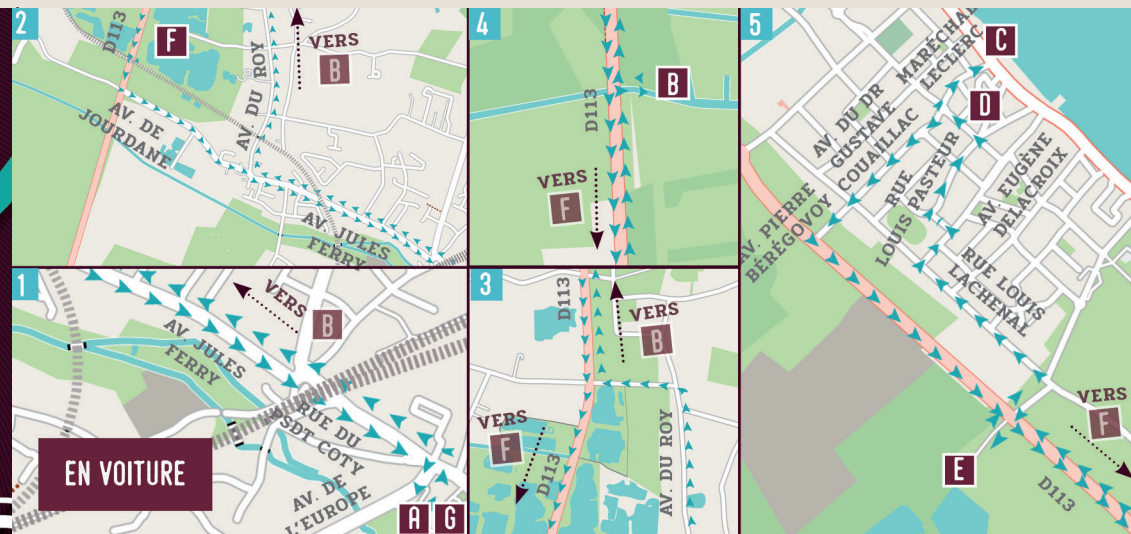 2
D113
F
AV. DU ROY
VERS
B
AV. DE
JOURDANE
AV. JULES
FERRY
4
D113
B
VERS
F
5
C
MARÉCHAL
LECLERC
D
AV. DU DR
GUSTAVE
COUAILLAC
RUE
LOUIS PASTEUR
AV. EUGÈNE
DELACROIX
AV. PIERRE
BÉRÉGOVOY
RUE LOUIS
LACHENAL
VERS
F
E
D113
1
VERS
B
AV. JULES
FERRY
RUE DU
SDT COTY
AV. DE
L'EUROPE
EN VOITURE
A
G
3
D113
VERS
B
VERS
F
D113
AV. DU ROY